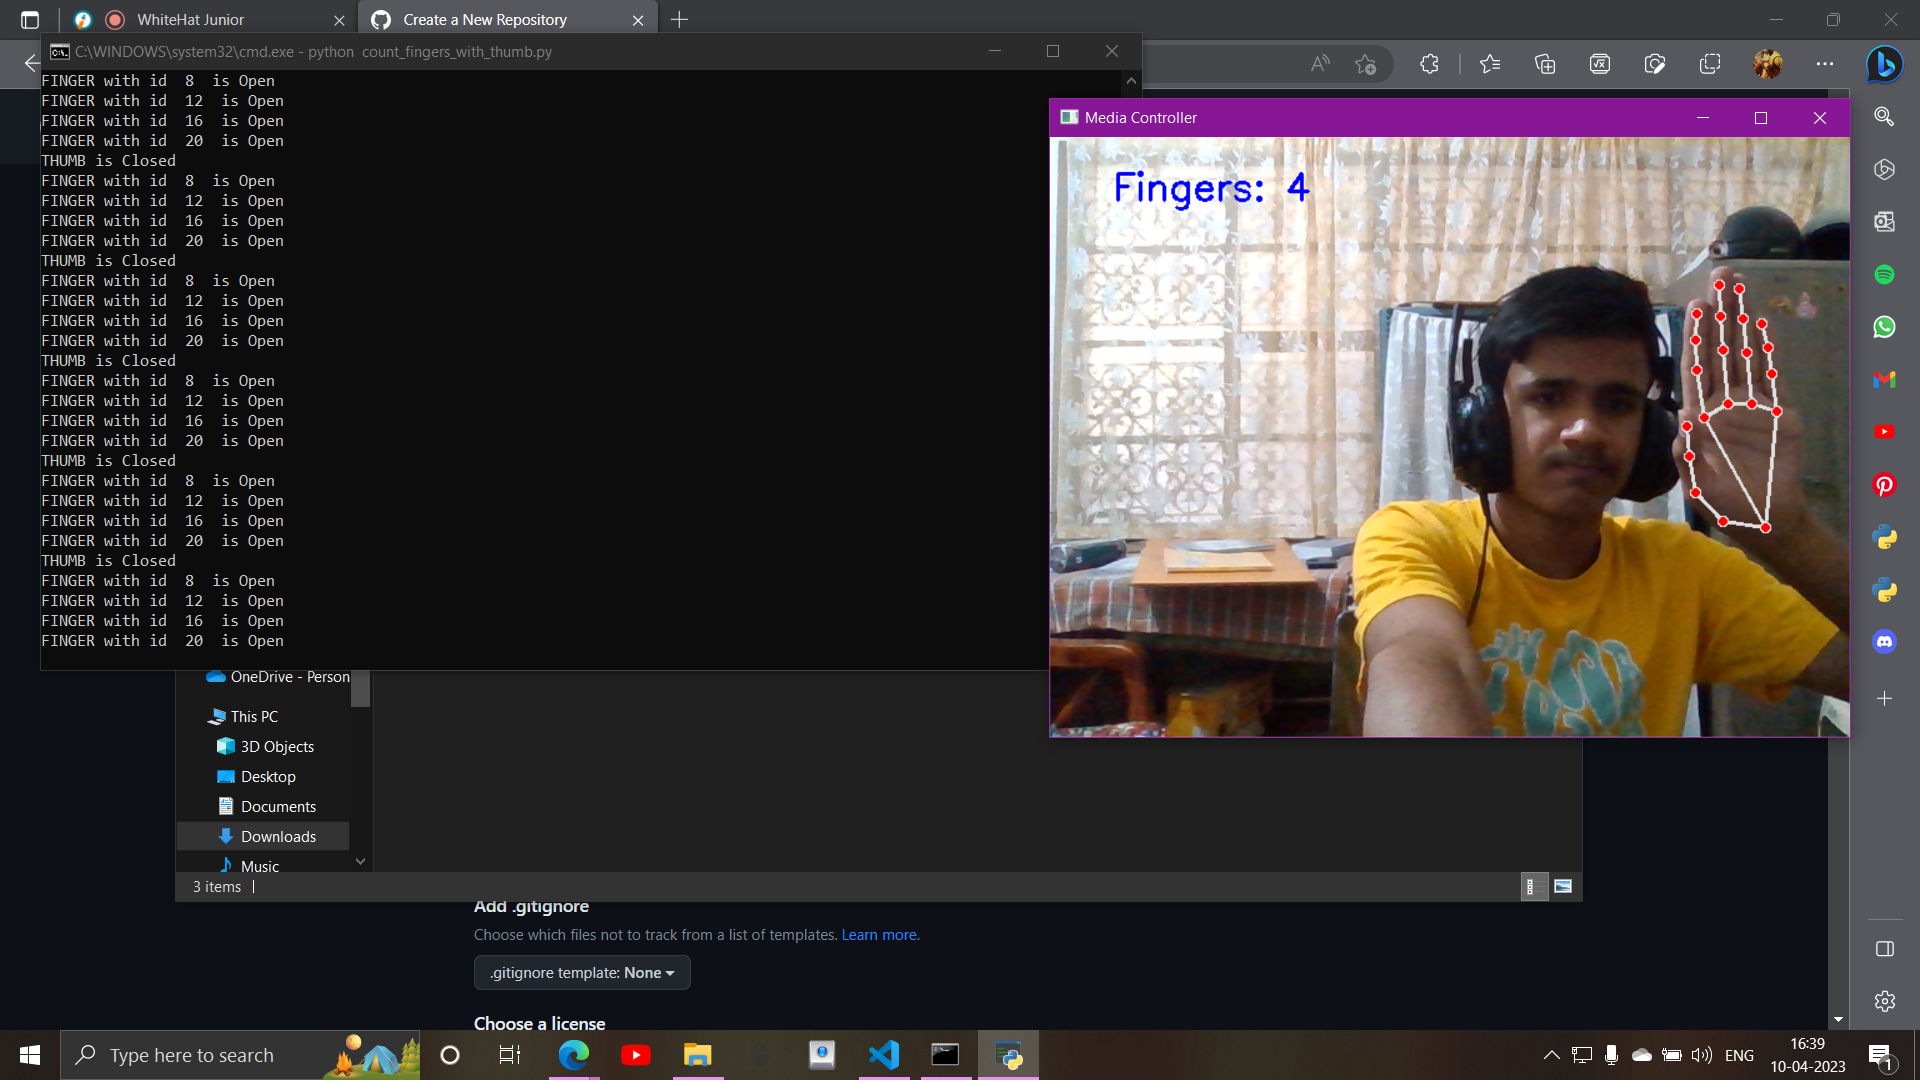 WhiteHat Junior
Create a New Repository
C:\WINDOWS\system32\cmd.exe - python  count_fingers_with_thumb.py
FINGER with id  8  is Open
FINGER with id  12  is Open
FINGER with id  16  is Open
FINGER with id  20  is Open
THUMB is Closed
FINGER with id  8  is Open
FINGER with id  12  is Open
FINGER with id  16  is Open
FINGER with id  20  is Open
THUMB is Closed
FINGER with id  8  is Open
FINGER with id  12  is Open
FINGER with id  16  is Open
FINGER with id  20  is Open
THUMB is Closed
FINGER with id  8  is Open
FINGER with id  12  is Open
FINGER with id  16  is Open
FINGER with id  20  is Open
THUMB is Closed
FINGER with id  8  is Open
FINGER with id  12  is Open
FINGER with id  16  is Open
FINGER with id  20  is Open
THUMB is Closed
FINGER with id  8  is Open
FINGER with id  12  is Open
FINGER with id  16  is Open
FINGER with id  20  is Open
Media Controller
Fingers: 4
OneDrive - Person
This PC
3D Objects
Desktop
Documents
Downloads
Music
3 items
Add .gitignore
Choose which files not to track from a list of templates. Learn more.
.gitignore template: None
Choose a license
Type here to search
ENG
16:39
10-04-2023
1